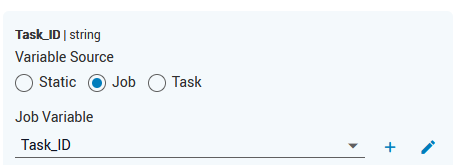 Task_ID | string
Variable Source
Static Job Task
Job Variable
Task_ID